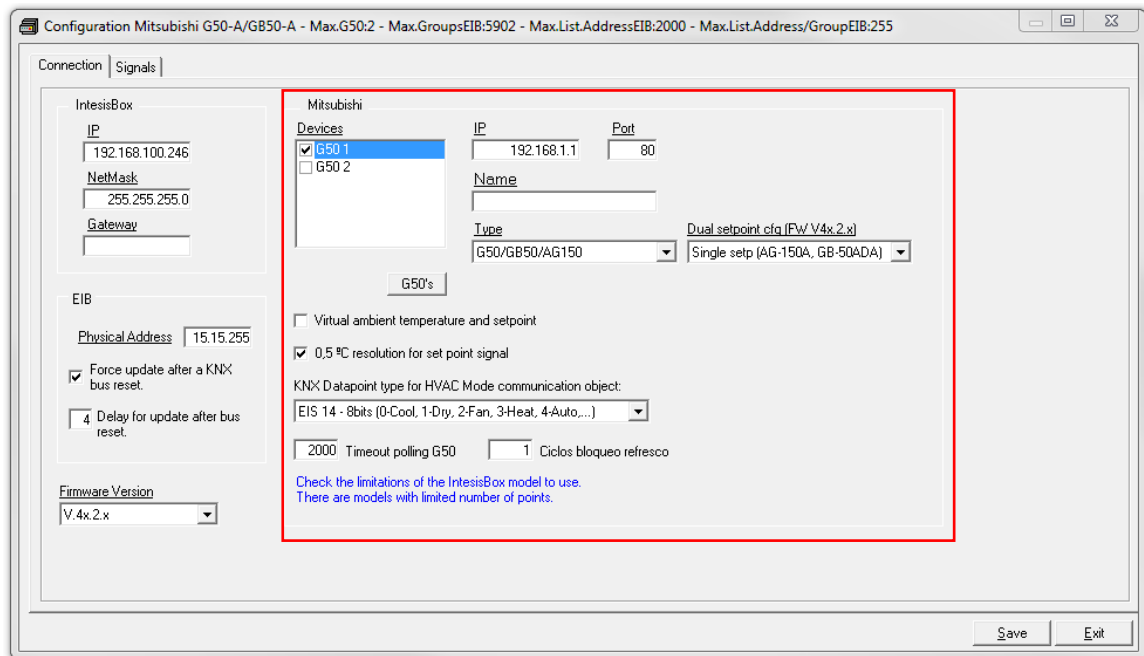 Configuration Mitsubishi G50-A/GB50-A - Max.G50:2 - Max.GroupsEIB:5902 - Max.List.AddressEIB:2000 - Max.List.Address/GroupEIB:255
Connection
Signals
IntesisBox
IP
192.168.100.246
NetMask
255.255.255.0
Gateway
EIB
Physical Address 15.15.255
Force update after a KNX
bus reset.
4 Delay for update after bus
reset.
Firmware Version
V.4x.2.x
Mitsubishi
Devices
G50 1
G50 2
IP
192.168.1.1
Port
80
Name
Type
G50/GB50/AG150
Dual setpoint cfg (FW V4x.2.x)
Single setp (AG-150A, GB-50ADA)
G50's
Virtual ambient temperature and setpoint
0,5 ºC resolution for set point signal
KNX Datapoint type for HVAC Mode communication object:
EIS 14 - 8bits (0-Cool, 1-Dry, 2-Fan, 3-Heat, 4-Auto,...)
2000 Timeout polling G50
1 Ciclos bloqueo refresco
Check the limitations of the IntesisBox model to use.
There are models with limited number of points.
Save
Exit